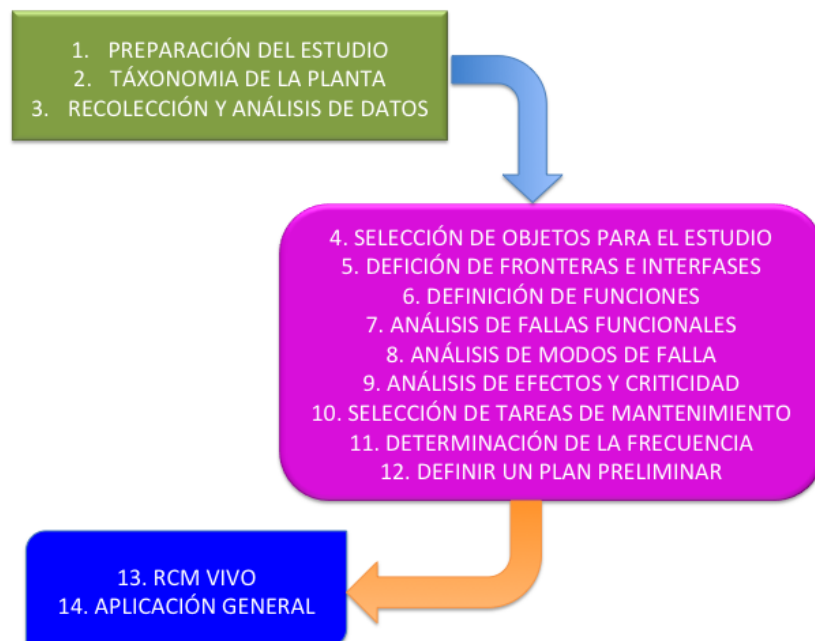 1. PREPARACIÓN DEL ESTUDIO
2. TÁXONOMIA DE LA PLANTA
3. RECOLECCIÓN Y ANÁLISIS DE DATOS
4. SELECCIÓN DE OBJETOS PARA EL ESTUDIO
5. DEFICIÓN DE FRONTERAS E INTERFASES
6. DEFINICIÓN DE FUNCIONES
7. ANÁLISIS DE FALLAS FUNCIONALES
8. ANÁLISIS DE MODOS DE FALLA
9. ANÁLISIS DE EFECTOS Y CRITICIDAD
10. SELECCIÓN DE TAREAS DE MANTENIMIENTO
11. DETERMINACIÓN DE LA FRECUENCIA
12. DEFINIR UN PLAN PRELIMINAR
13. RCM VIVO
14. APLICACIÓN GENERAL